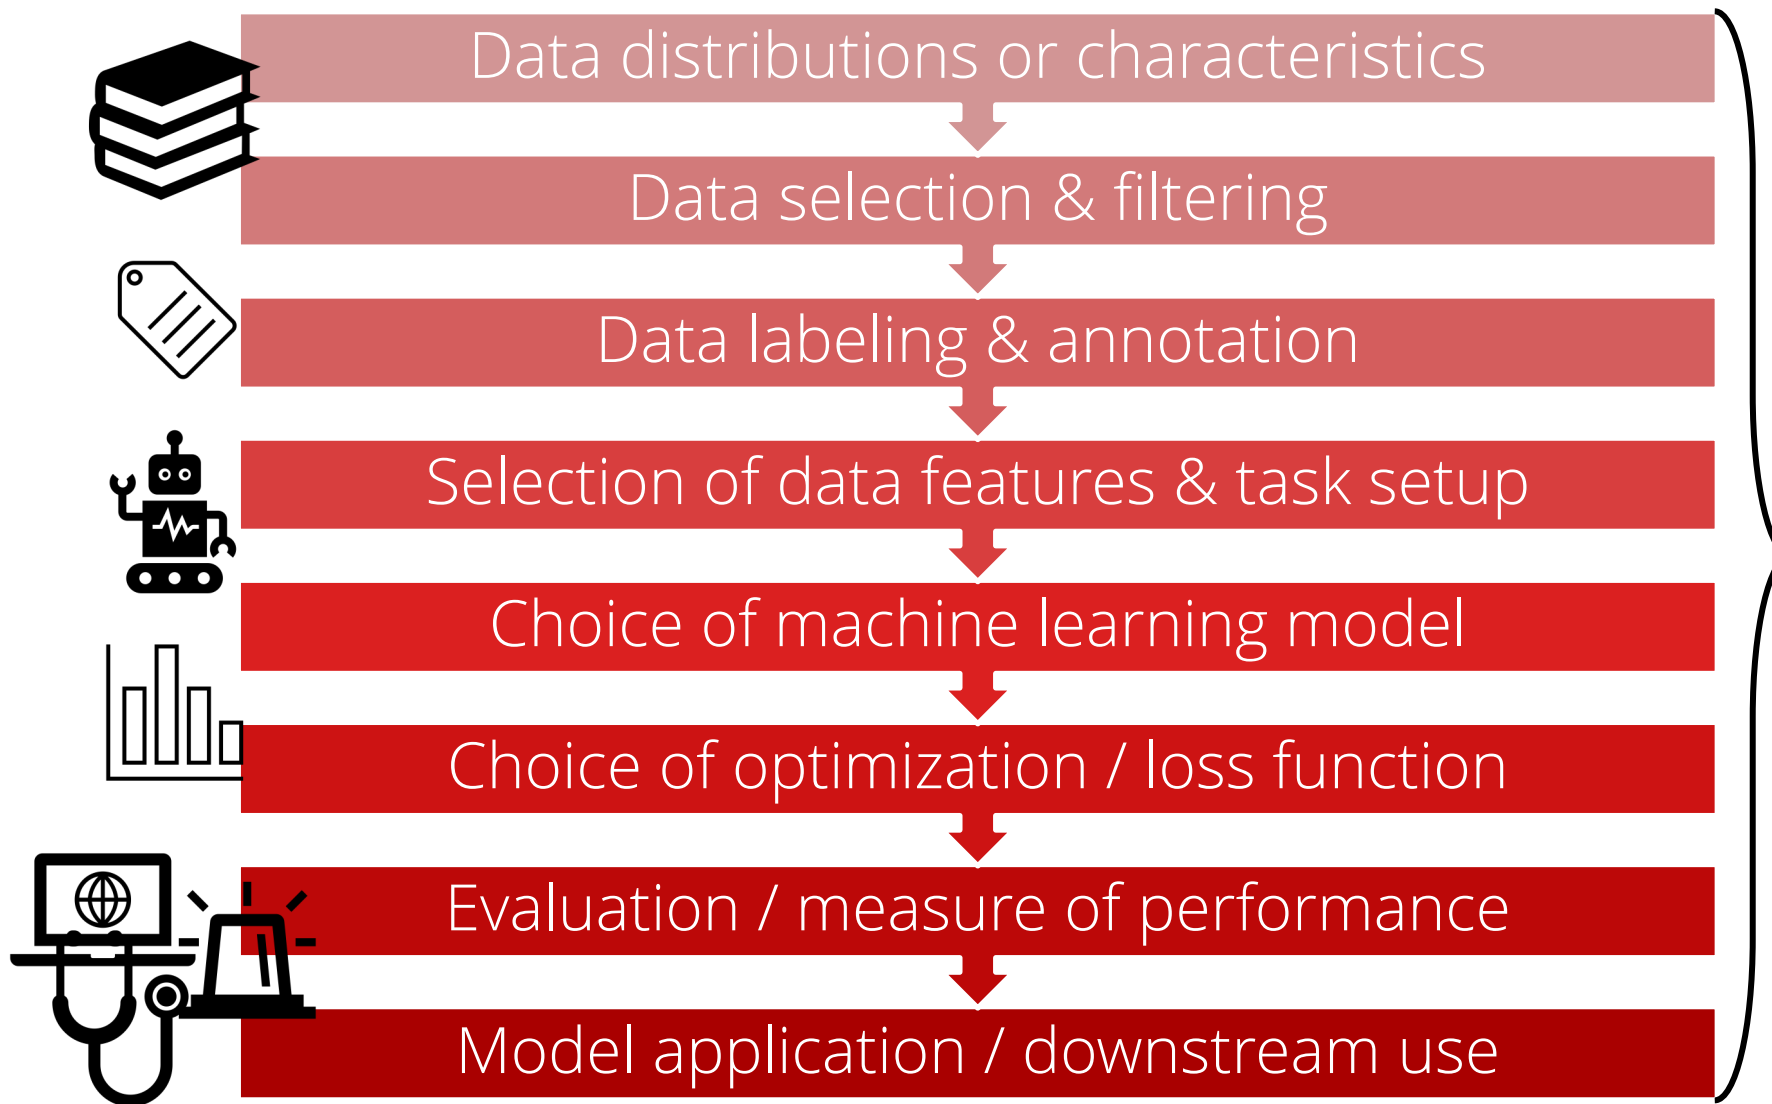 Data distributions or characteristics
Data selection & filtering
Data labeling & annotation
Selection of data features & task setup
Choice of machine learning model
Choice of optimization / loss function
Evaluation / measure of performance
Model application / downstream use